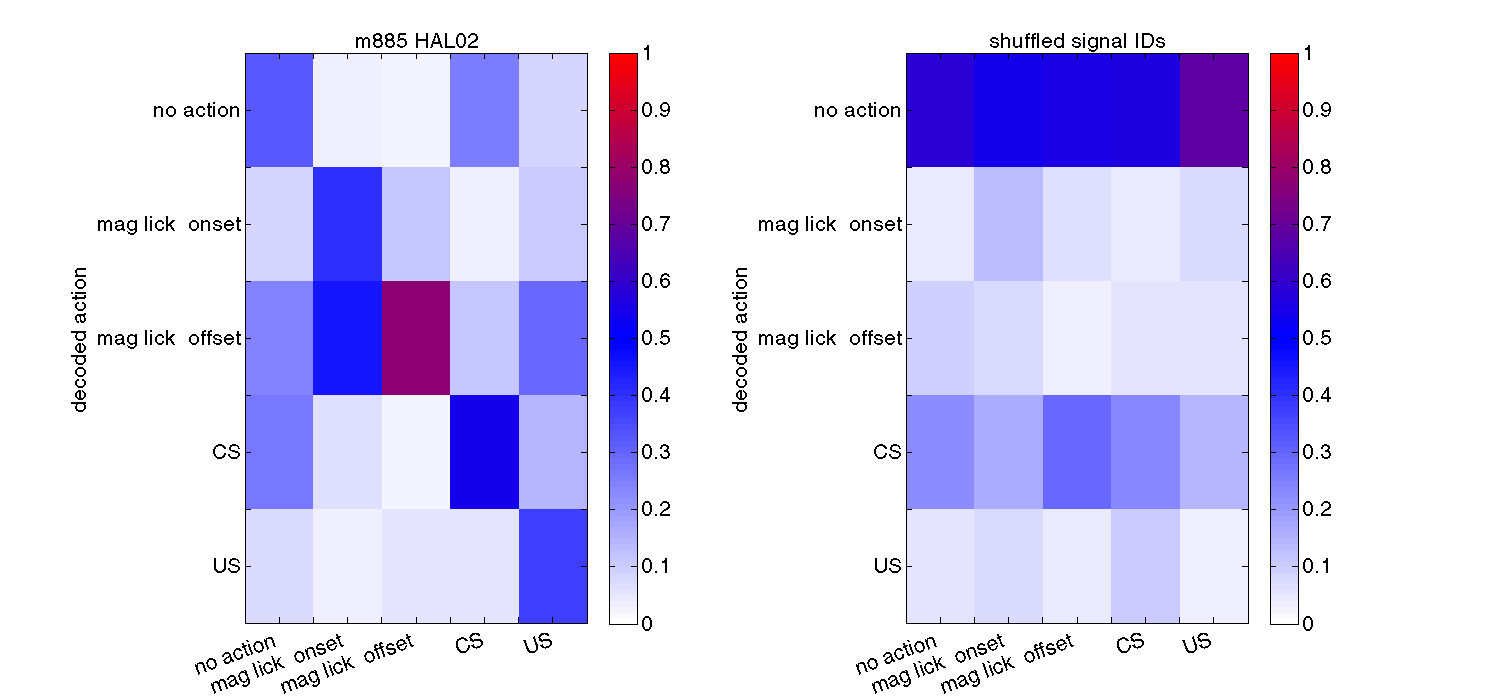 m885 HAL02
no action
mag lick onset
mag lick offset
CS
US
decoded action
no action
mag lick onset
mag lick offset
CS
US
1
0.9
0.8
0.7
0.6
0.5
0.4
0.3
0.2
0.1
0
shuffled signal IDs
no action
mag lick onset
mag lick offset
CS
US
decoded action
no action
mag lick onset
mag lick offset
CS
US
1
0.9
0.8
0.7
0.6
0.5
0.4
0.3
0.2
0.1
0